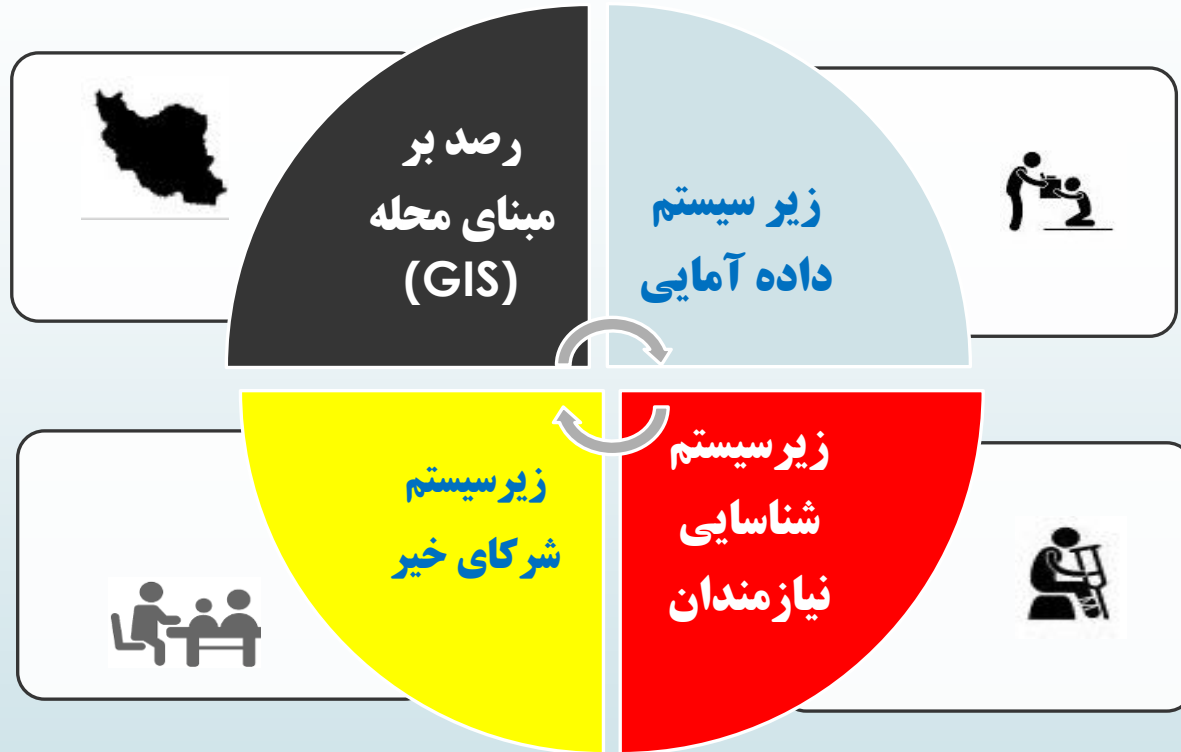 زیر سیستم
داده آمایی
رصد بر
مبنای محله
(GIS)
زیرسیستم
شناسایی
نیازمندان
زیرسیستم
شرکای خیر